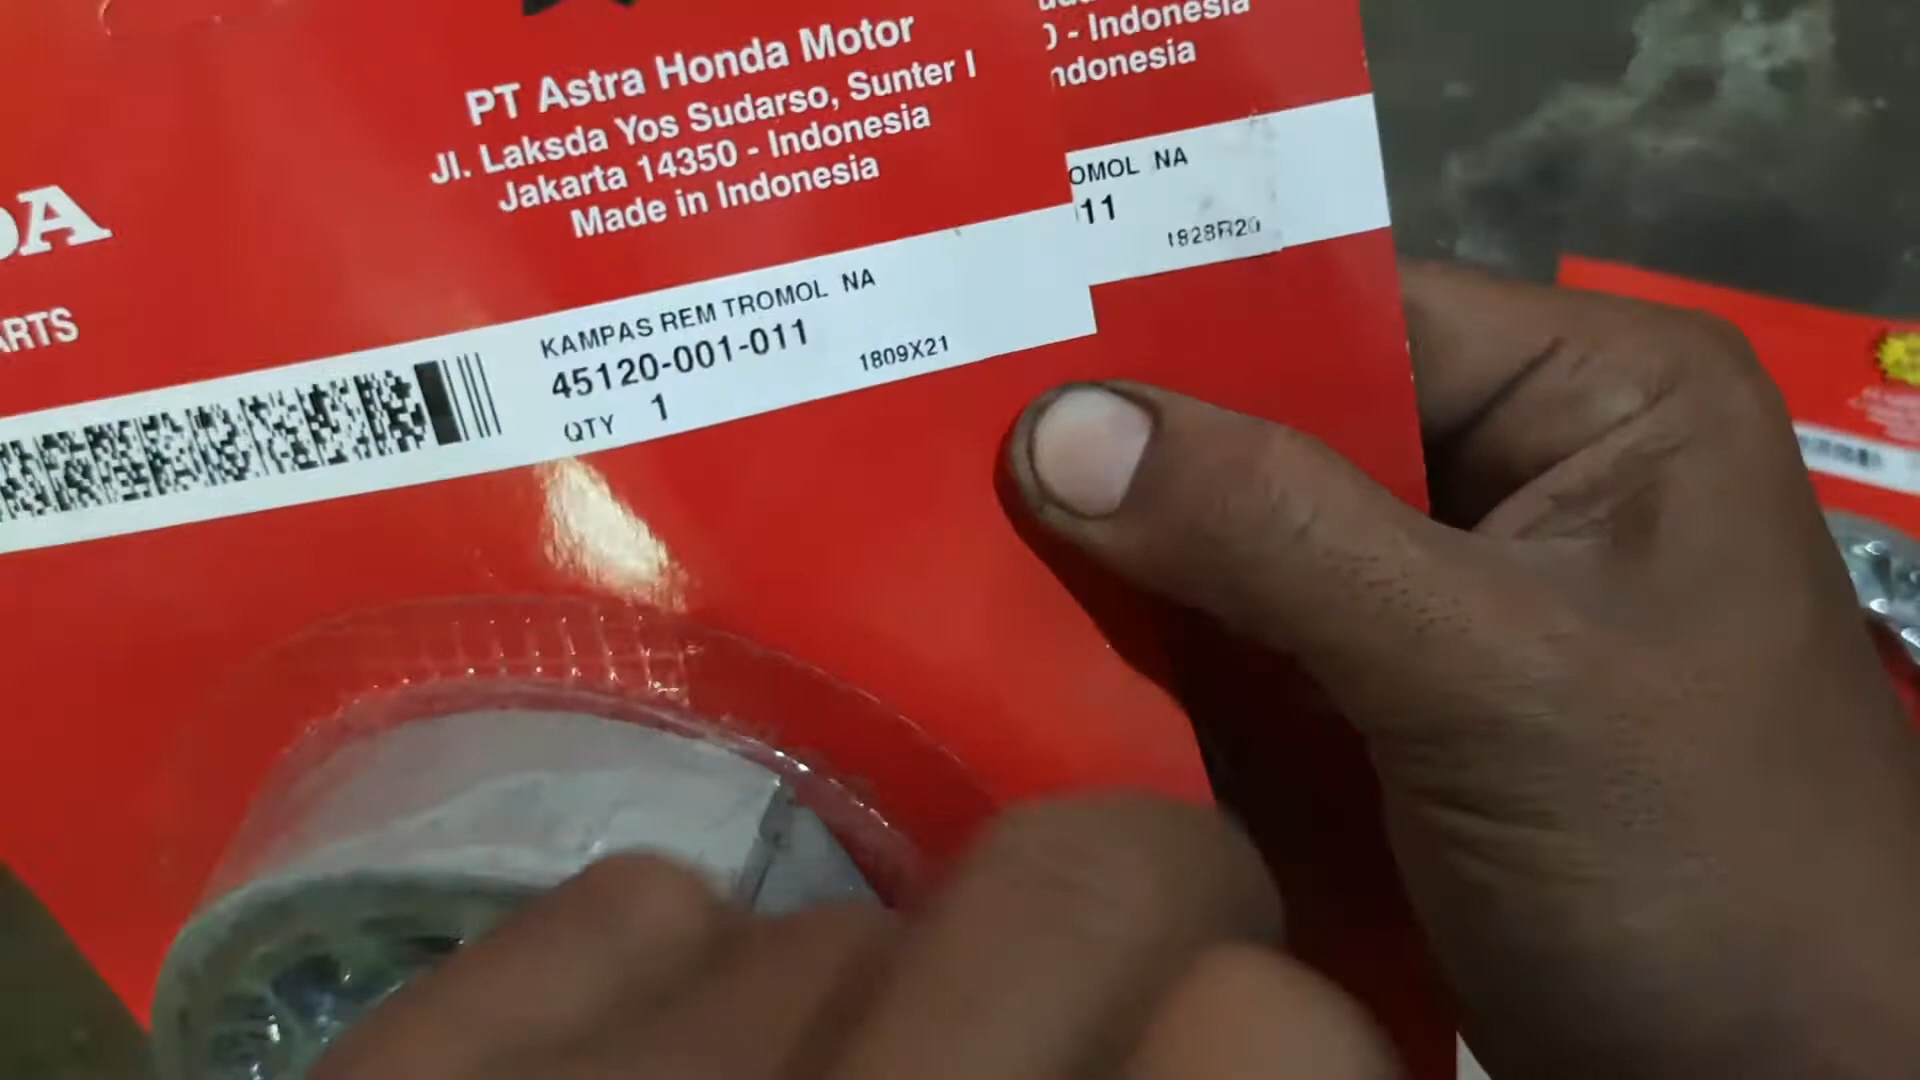 PT Astra Honda Motor
Jl. Laksda Yos Sudarso, Sunter I
Jakarta 14350 - Indonesia
Made in Indonesia
DA
ARTS
KAMPAS REM TROMOL NA
45120-001-011
QTY 1
1809X21
- Indonesia
ndonesia
OMOL NA
11
1828R20